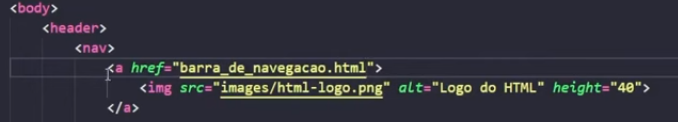 <body>
<header>
<nav>
<a href="barra_de_navegacao.html">
<img src="images/html-logo.png" alt="Logo do HTML" height="40">
</a>